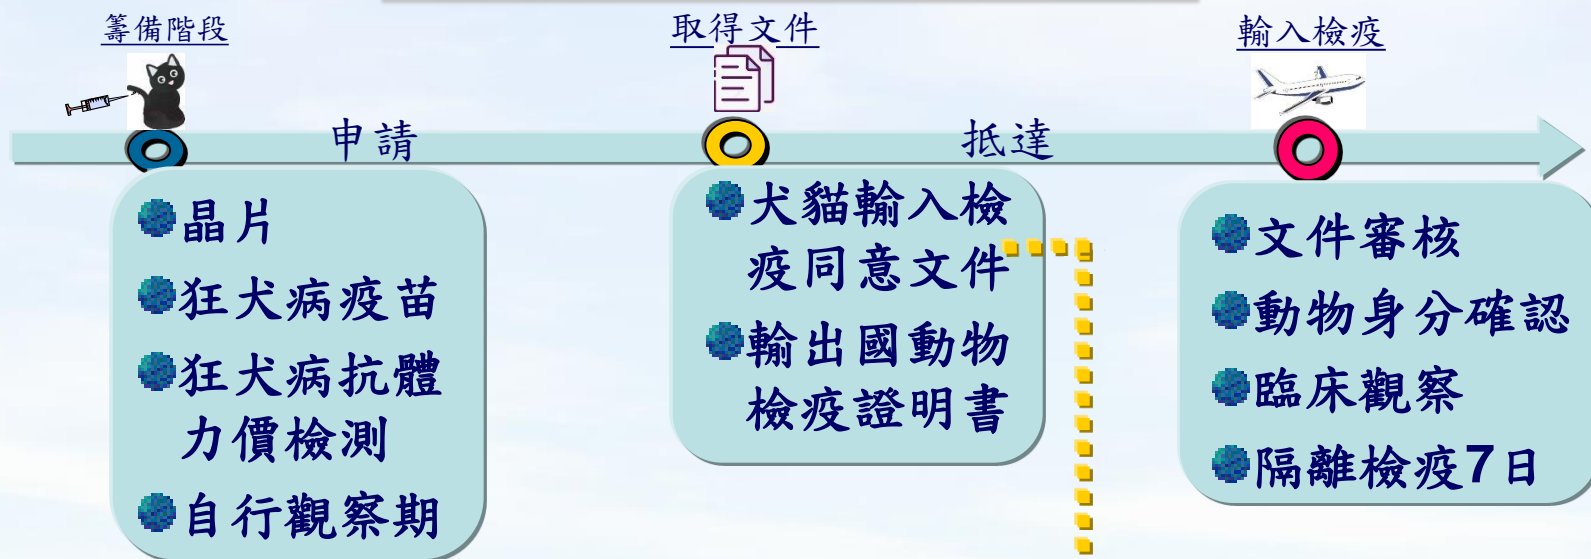 籌備階段
取得文件
輸入檢疫
申請
抵達
晶片
狂犬病疫苗
狂犬病抗體
力價檢測
自行觀察期
犬貓輸入檢
疫同意文件
輸出國動物
檢疫證明書
文件審核
動物身分確認
臨床觀察
隔離檢疫7日